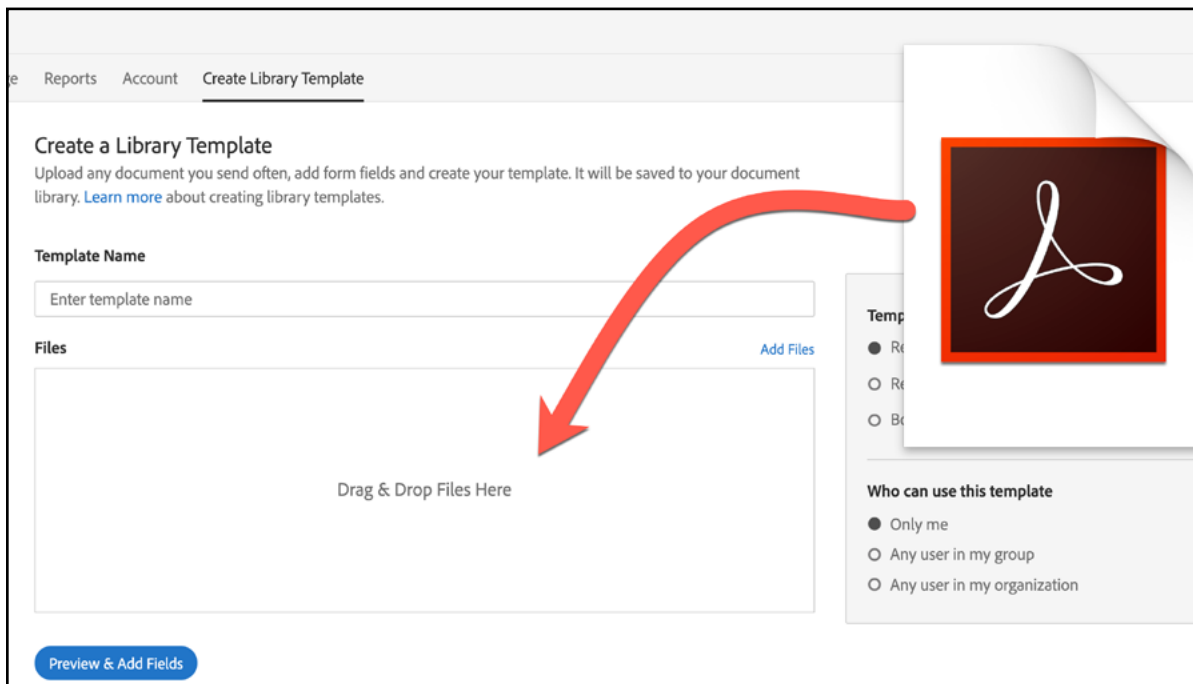 Reports Account Create Library Template
Create a Library Template
Upload any document you send often, add form fields and create your template. It will be saved to your document
library. Learn more about creating library templates.
Template Name
Enter template name
Files Add Files
Drag & Drop Files Here
Preview & Add Fields
Who can use this template
Only me
Any user in my group
Any user in my organization